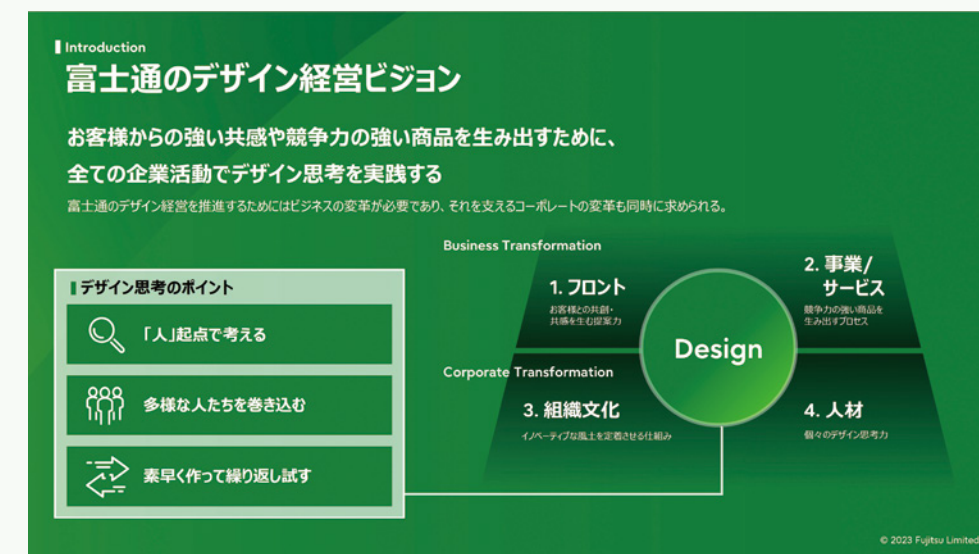 Introduction
富士通のデザイン経営ビジョン
お客様からの強い共感や競争力の強い商品を生み出すために、
全ての企業活動でデザイン思考を実践する
富士通のデザイン経営を推進するためにはビジネスの変革が必要であり、それを支えるコーポレートの変革も同時に求められる。
デザイン思考のポイント
「人」起点で考える
多様な人たちを巻き込む
素早く作って繰り返し試す
Business Transformation
1. フロント
お客様との共創・
共感を生む提案力
2. 事業/
サービス
競争力の強い商品を
生み出すプロセス
Design
Corporate Transformation
3. 組織文化
イノベーティブな風土を定着させる仕組み
4. 人材
個々のデザイン思考力
© 2023 Fujitsu Limited